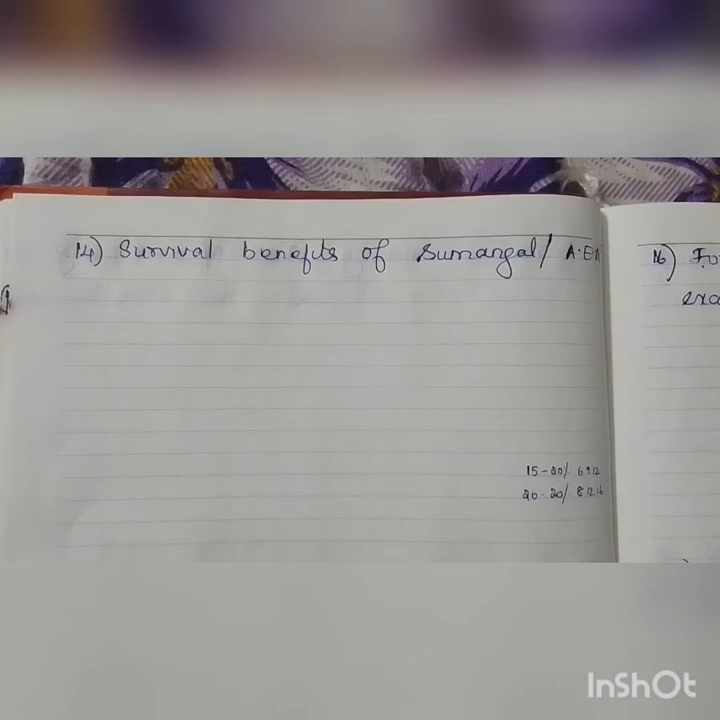 14) Survival benefits of Sumangal/ A.EA
15-20/ 6 9 12
20-20/ 8 12 16
16) Fo
exa
InShOt